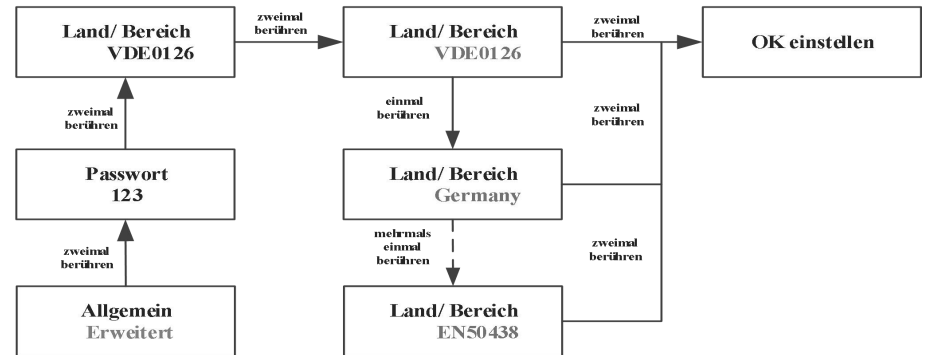 Land/ Bereich
VDE0126
zweimal
berühren
Land/ Bereich
VDE0126
zweimal
berühren
OK einstellen
zweimal
berühren
einmal
berühren
zweimal
berühren
Passwort
123
Land/ Bereich
Germany
zweimal
berühren
mehrmals
einmal
berühren
zweimal
berühren
Allgemein
Erweitert
Land/ Bereich
EN50438